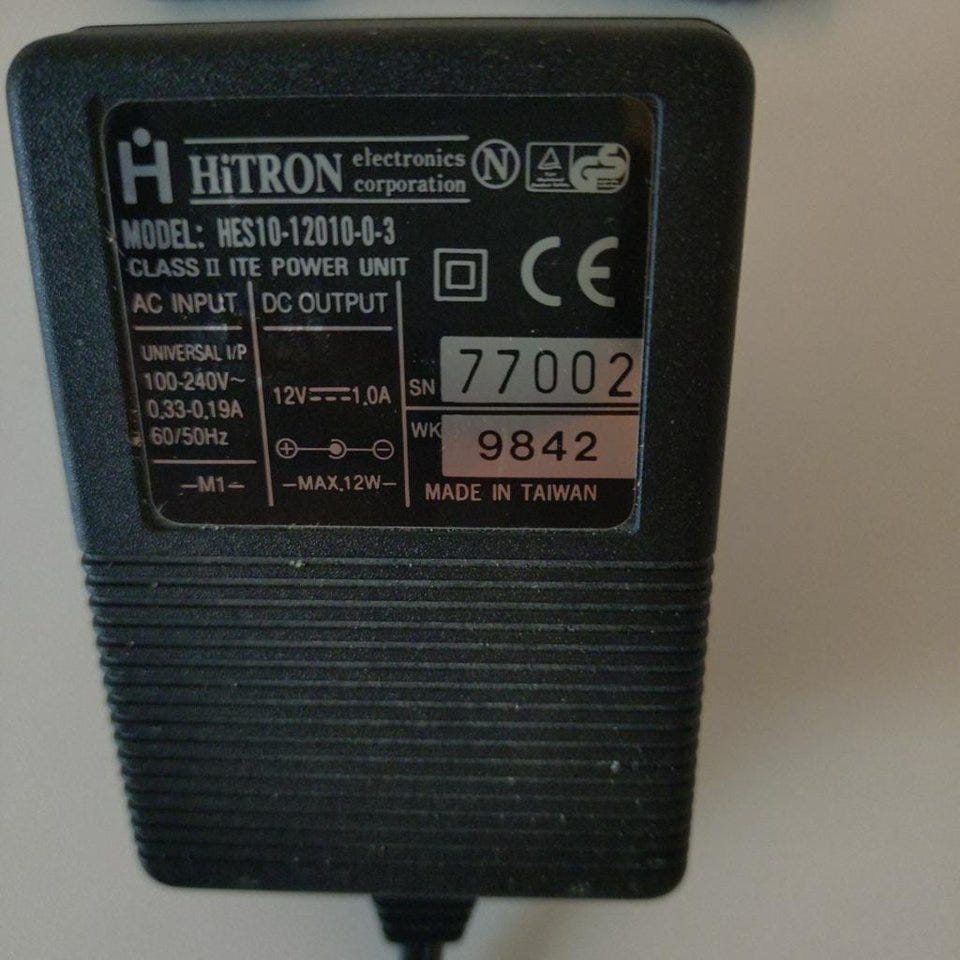 HiTRON electronics corporation N
MODEL: HES10-12010-0-3
CLASS II ITE POWER UNIT
CE
AC INPUT
UNIVERSAL I/P
100-240V~
0.33-0.19A
60/50Hz
-M1-
DC OUTPUT
12V⎓1.0A
+ -
-MAX.12W-
SN 77002
WK 9842
MADE IN TAIWAN